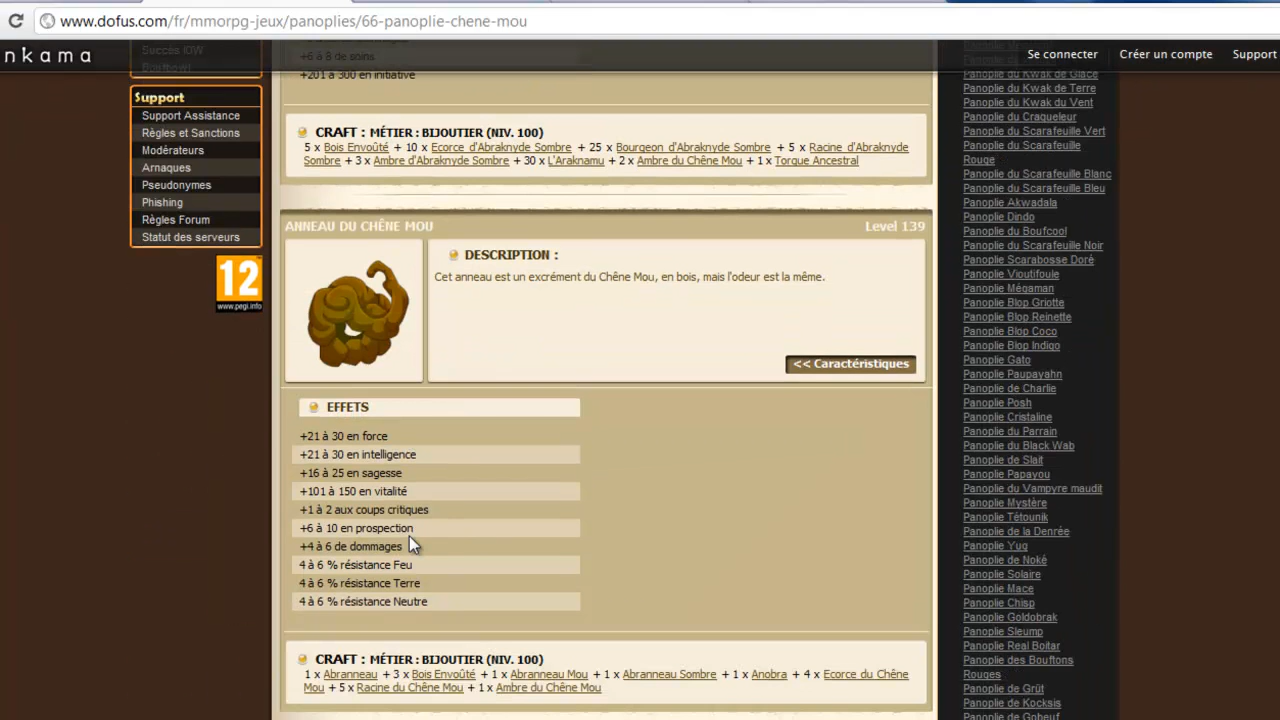 www.dofus.com/fr/mmorpg-jeux/panoplies/66-panoplie-chene-mou
nkama
Se connecter
Créer un compte
Support
Succès IDW
Support
Support Assistance
Règles et Sanctions
Modérateurs
Arnaques
Pseudonymes
Phishing
Règles Forum
Statut des serveurs
12
www.pegi.info
+6 à 8 de soins
+201 à 300 en initiative
CRAFT : MÉTIER : BIJOUTIER (NIV. 100)
5 x Bois Envoûté + 10 x Ecorce d'Abraknyde Sombre + 25 x Bourgeon d'Abraknyde Sombre + 5 x Racine d'Abraknyde
Sombre + 3 x Ambre d'Abraknyde Sombre + 30 x L'Araknamu + 2 x Ambre du Chêne Mou + 1 x Torque Ancestral
ANNEAU DU CHÊNE MOU
Level 139
DESCRIPTION :
Cet anneau est un excrément du Chêne Mou, en bois, mais l'odeur est la même.
<< Caractéristiques
EFFETS
+21 à 30 en force
+21 à 30 en intelligence
+16 à 25 en sagesse
+101 à 150 en vitalité
+1 à 2 aux coups critiques
+6 à 10 en prospection
+4 à 6 de dommages
4 à 6 % résistance Feu
4 à 6 % résistance Terre
4 à 6 % résistance Neutre
CRAFT : MÉTIER : BIJOUTIER (NIV. 100)
1 x Abranneau + 3 x Bois Envoûté + 1 x Abranneau Mou + 1 x Abranneau Sombre + 1 x Anobra + 4 x Ecorce du Chêne
Mou + 5 x Racine du Chêne Mou + 1 x Ambre du Chêne Mou
Panoplie du Kwak de Glace
Panoplie du Kwak de Terre
Panoplie du Kwak du Vent
Panoplie du Craqueleur
Panoplie du Scarafeuille Vert
Panoplie du Scarafeuille
Rouge
Panoplie du Scarafeuille Blanc
Panoplie du Scarafeuille Bleu
Panoplie Akwadala
Panoplie Dindo
Panoplie du Boufcool
Panoplie du Scarafeuille Noir
Panoplie Scarabosse Doré
Panoplie Vioutifoule
Panoplie Mégaman
Panoplie Blop Griotte
Panoplie Blop Reinette
Panoplie Blop Coco
Panoplie Blop Indigo
Panoplie Gato
Panoplie Paupayahn
Panoplie de Charlie
Panoplie Posh
Panoplie Cristaline
Panoplie du Parrain
Panoplie du Black Wab
Panoplie de Slait
Panoplie Papayou
Panoplie du Vampyre maudit
Panoplie Mystère
Panoplie Tétounik
Panoplie de la Denrée
Panoplie Yug
Panoplie de Noké
Panoplie Solaire
Panoplie Mace
Panoplie Chisp
Panoplie Goldobrak
Panoplie Sleump
Panoplie Real Boitar
Panoplie des Bouftons
Rouges
Panoplie de Grüt
Panoplie de Kocksis
Panoplie de Gobeuf